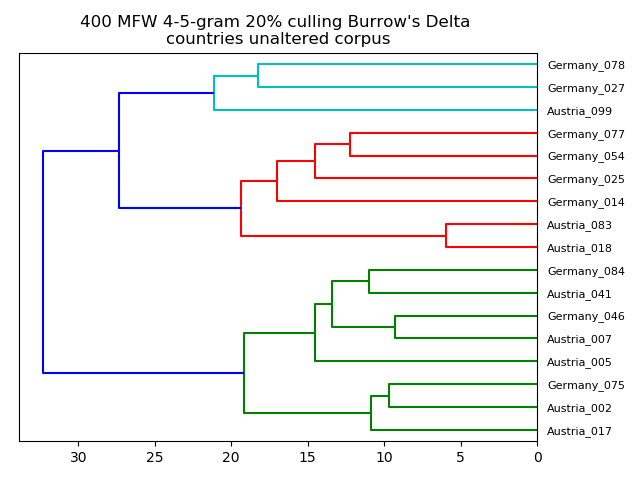 400 MFW 4-5-gram 20% culling Burrow's Delta
countries unaltered corpus
Germany_078
Germany_027
Austria_099
Germany_077
Germany_054
Germany_025
Germany_014
Austria_083
Austria_018
Germany_084
Austria_041
Germany_046
Austria_007
Austria_005
Germany_075
Austria_002
Austria_017
30 25 20 15 10 5 0